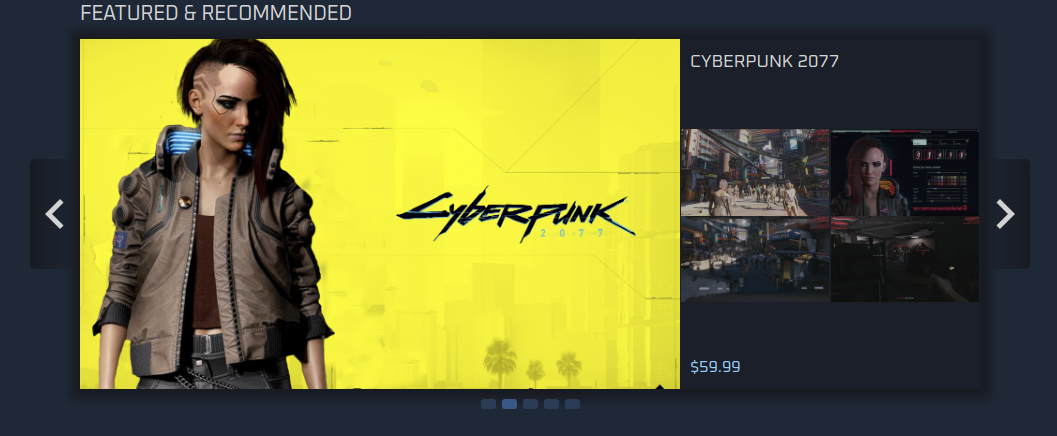 FEATURED & RECOMMENDED
CYBERPUNK 2077
CYBERPUNK
2077
$59.99